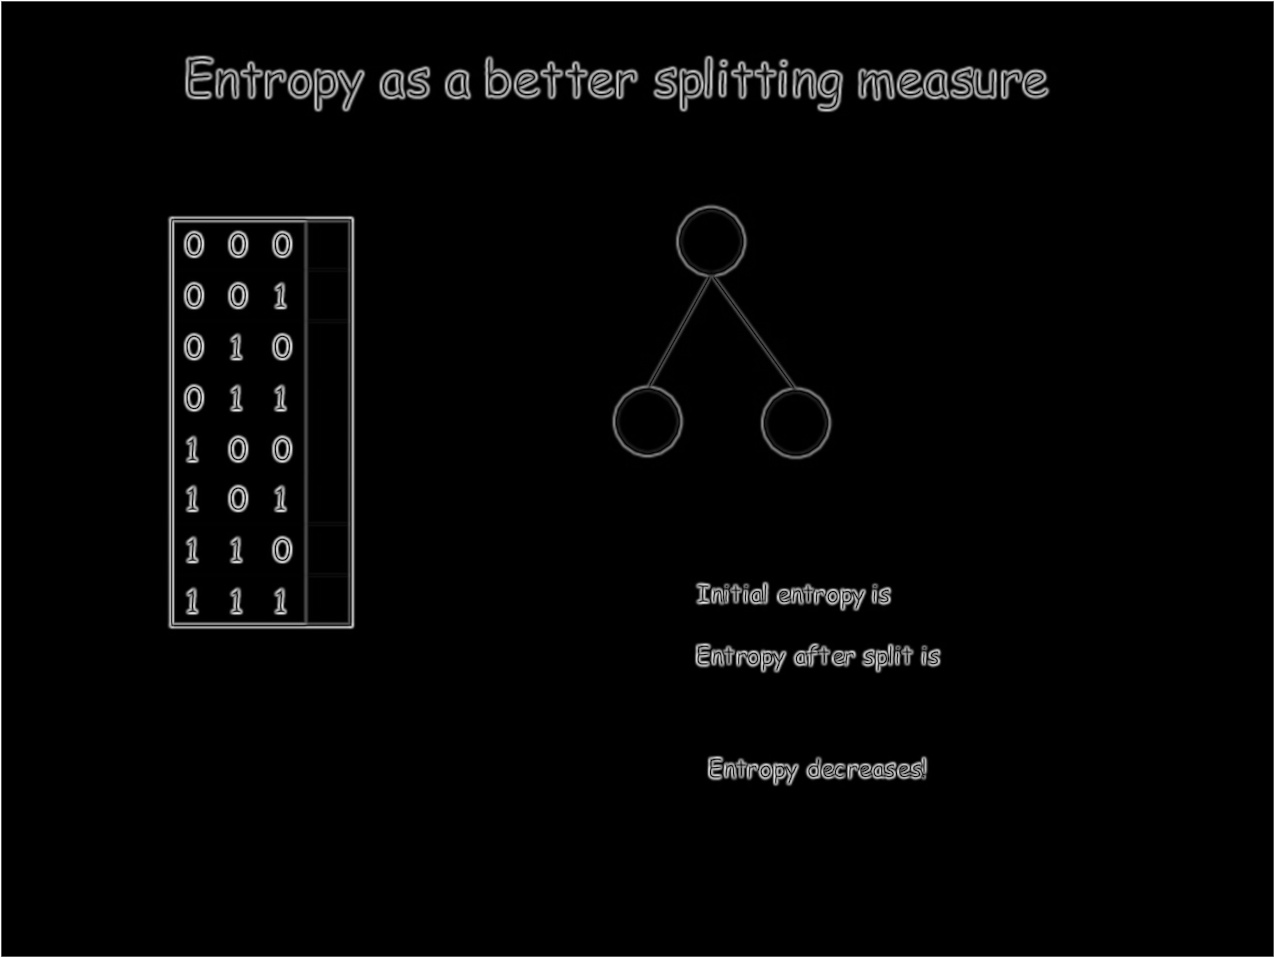 Entropy as a better splitting measure
0 0 0
0 0 1
0 1 0
0 1 1
1 0 0
1 0 1
1 1 0
1 1 1
Initial entropy is
Entropy after split is
Entropy decreases!